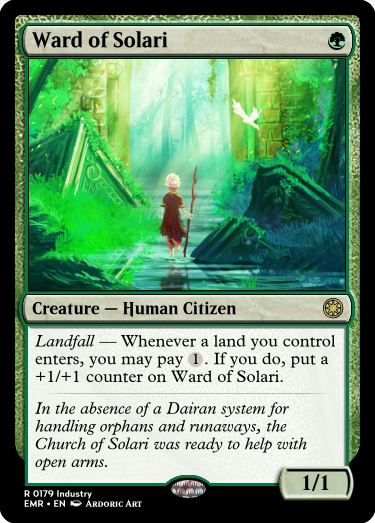 Ward of Solari
Creature — Human Citizen
Landfall — Whenever a land you control
enters, you may pay 1. If you do, put a
+1/+1 counter on Ward of Solari.
In the absence of a Dairan system for
handling orphans and runaways, the
Church of Solari was ready to help with
open arms.
1/1
R 0179 Industry
EMR • EN Ardoric Art